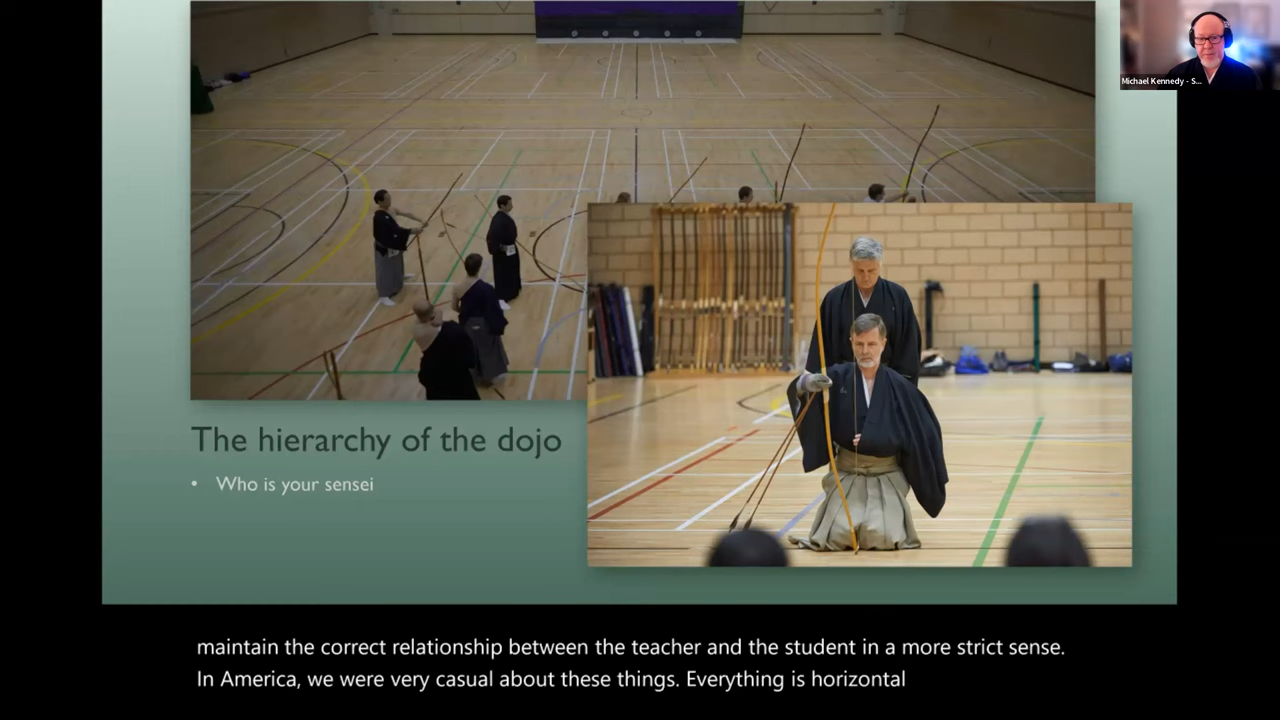 Michael Kennedy - S...
The hierarchy of the dojo
• Who is your sensei
maintain the correct relationship between the teacher and the student in a more strict sense.
In America, we were very casual about these things. Everything is horizontal